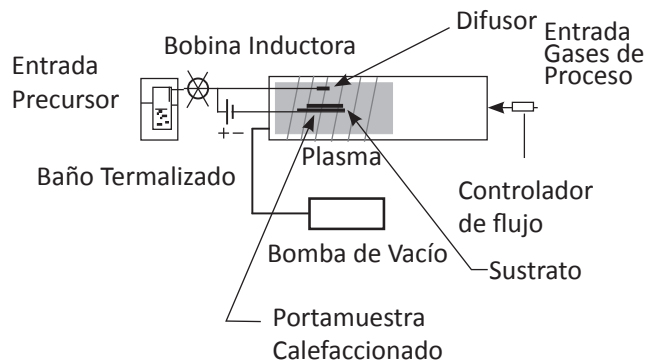 Difusor
Entrada
Gases de
Proceso
Bobina Inductora
Entrada
Precursor
+ −
Plasma
Baño Termalizado
Controlador
de flujo
Bomba de Vacío
Sustrato
Portamuestra
Calefaccionado